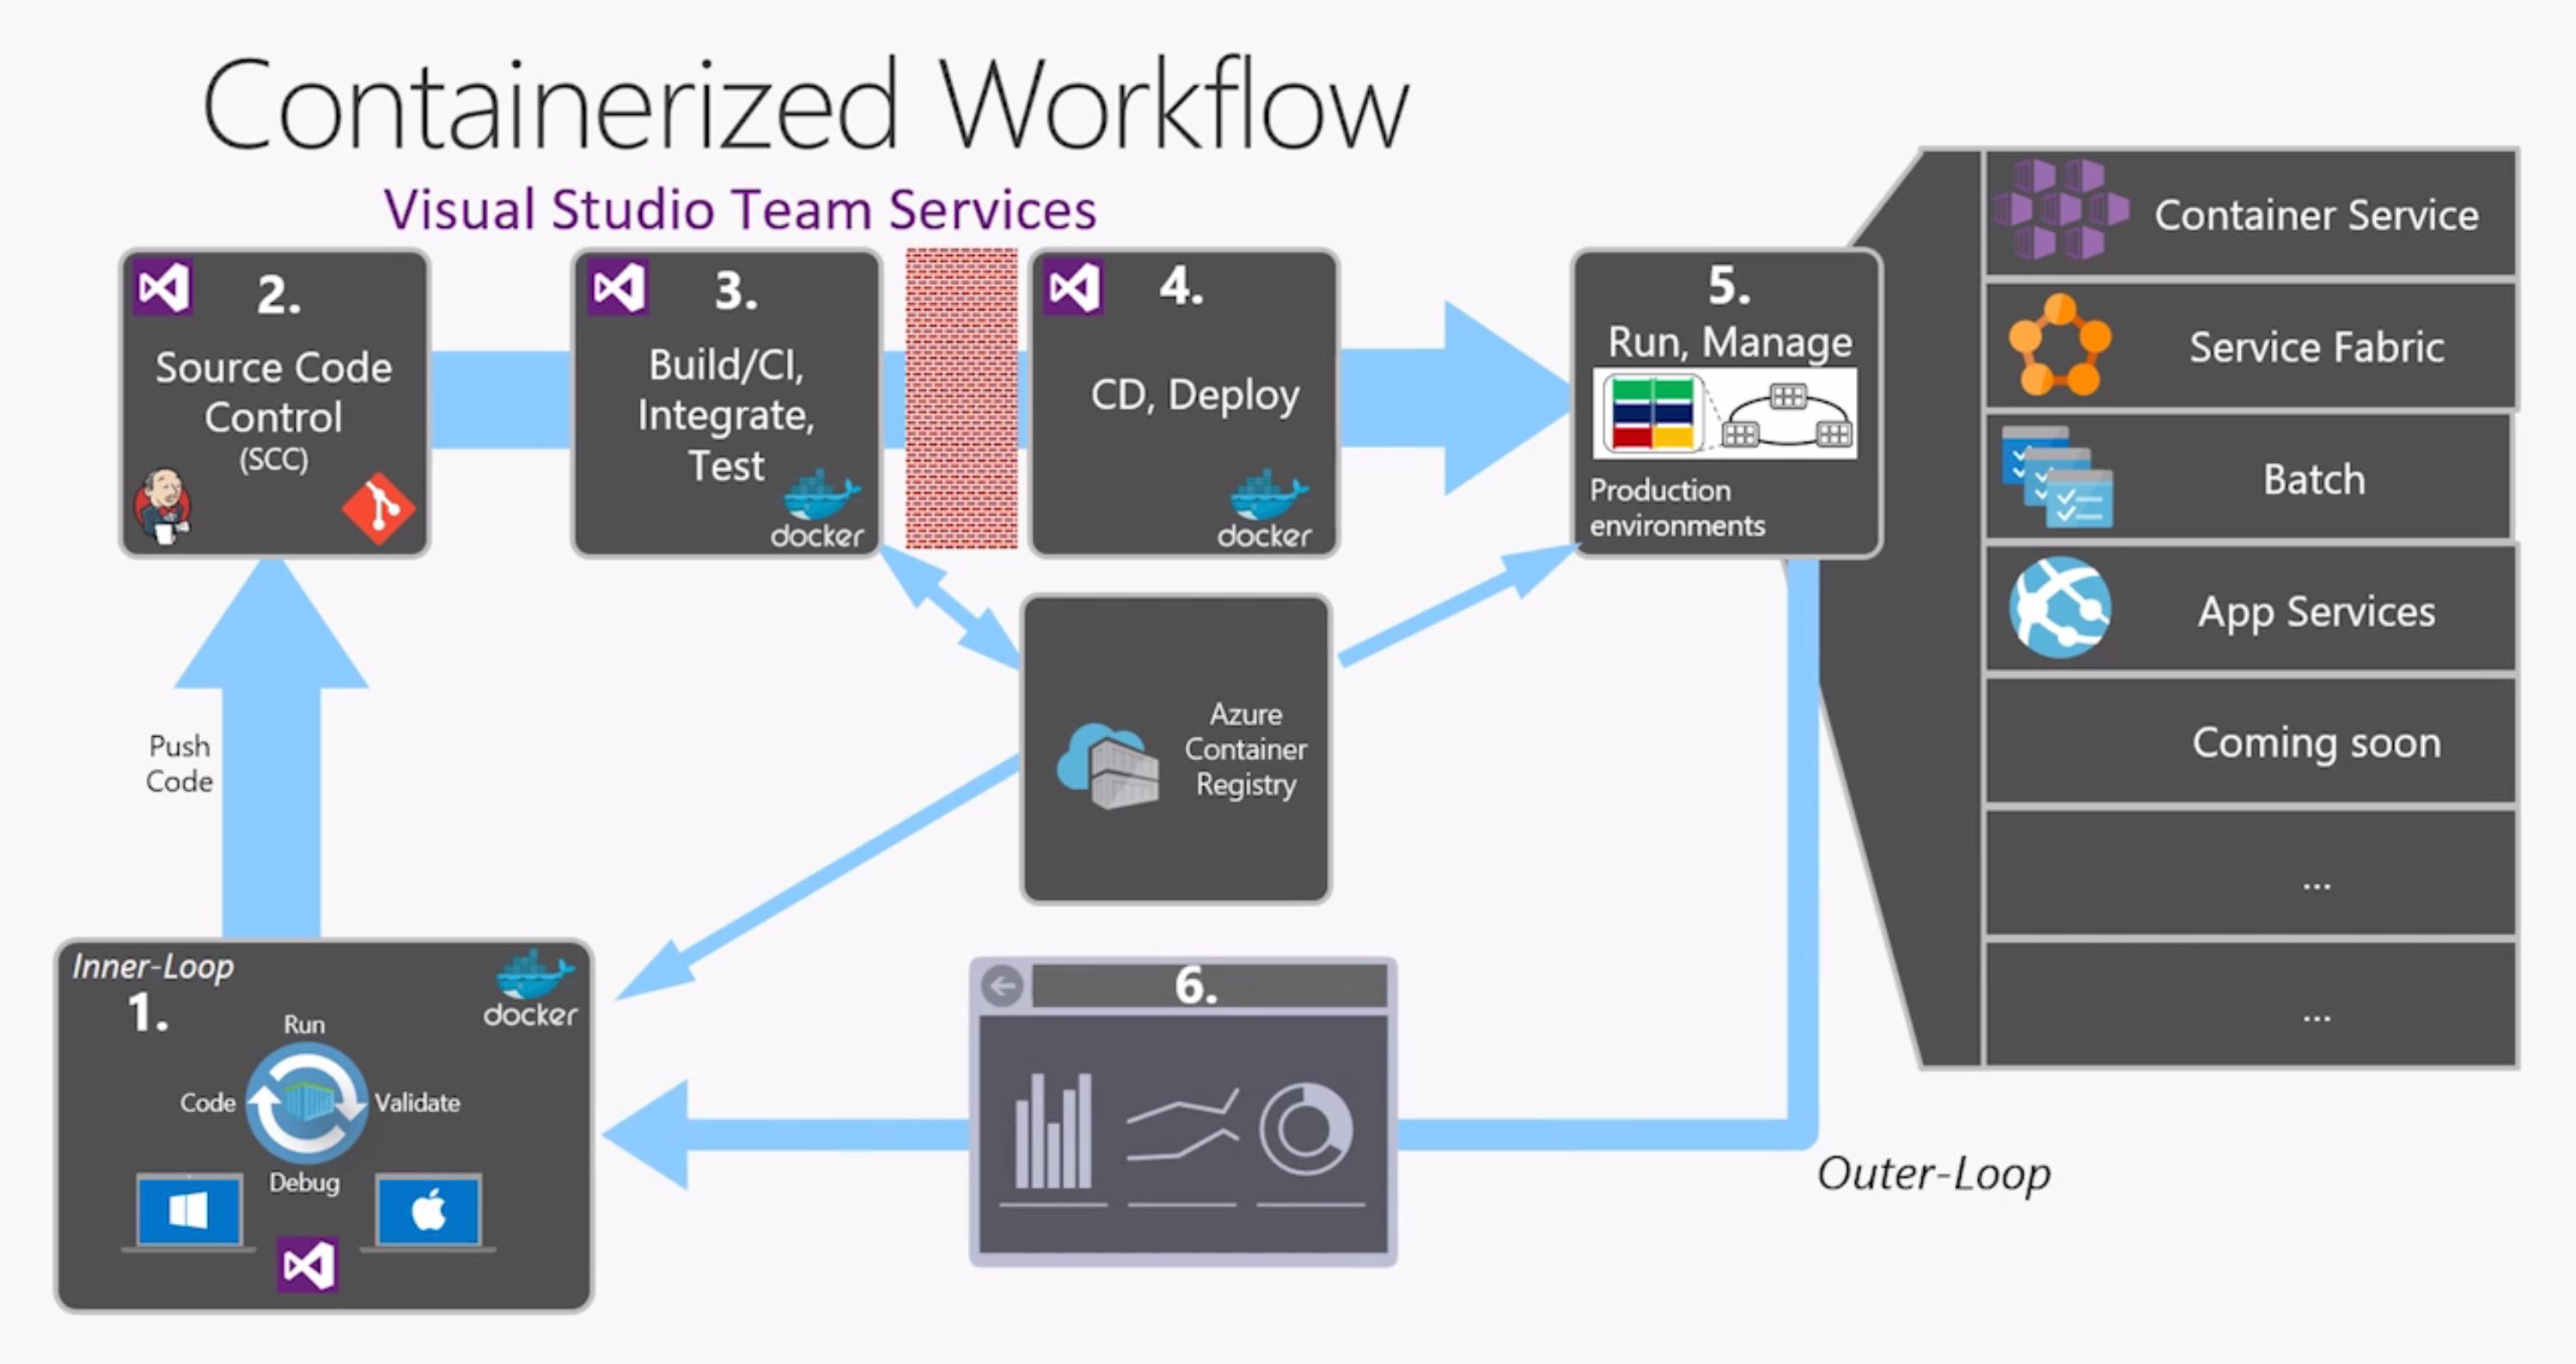 Containerized Workflow
Visual Studio Team Services
2.
Source Code
Control
(SCC)
3.
Build/CI,
Integrate,
Test
docker
4.
CD, Deploy
docker
5.
Run, Manage
Production
environments
Container Service
Service Fabric
Batch
App Services
Coming soon
...
...
Push
Code
Azure
Container
Registry
Inner-Loop
1.
docker
Run
Code
Validate
Debug
6.
Outer-Loop